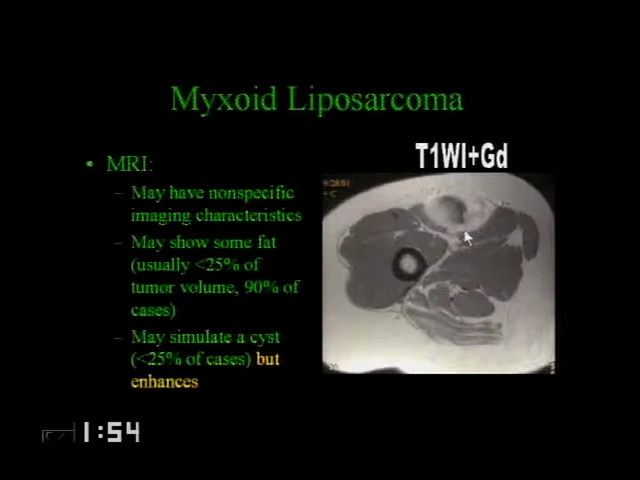 Myxoid Liposarcoma
• MRI:
– May have nonspecific
imaging characteristics
– May show some fat
(usually <25% of
tumor volume, 90% of
cases)
– May simulate a cyst
(<25% of cases) but
enhances
T1WI+Gd
+ C
1:54